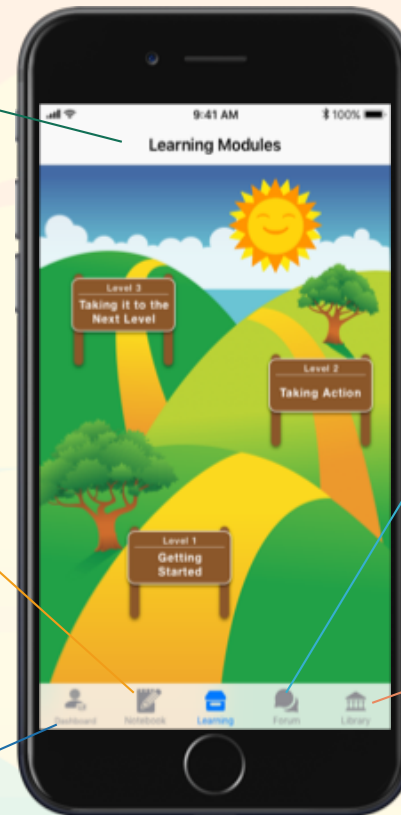 9:41 AM
100%
Learning Modules
Level 3
Taking it to the
Next Level
Level 2
Taking Action
Level 1
Getting
Started
Dashboard
Notebook
Learning
Forum
Library